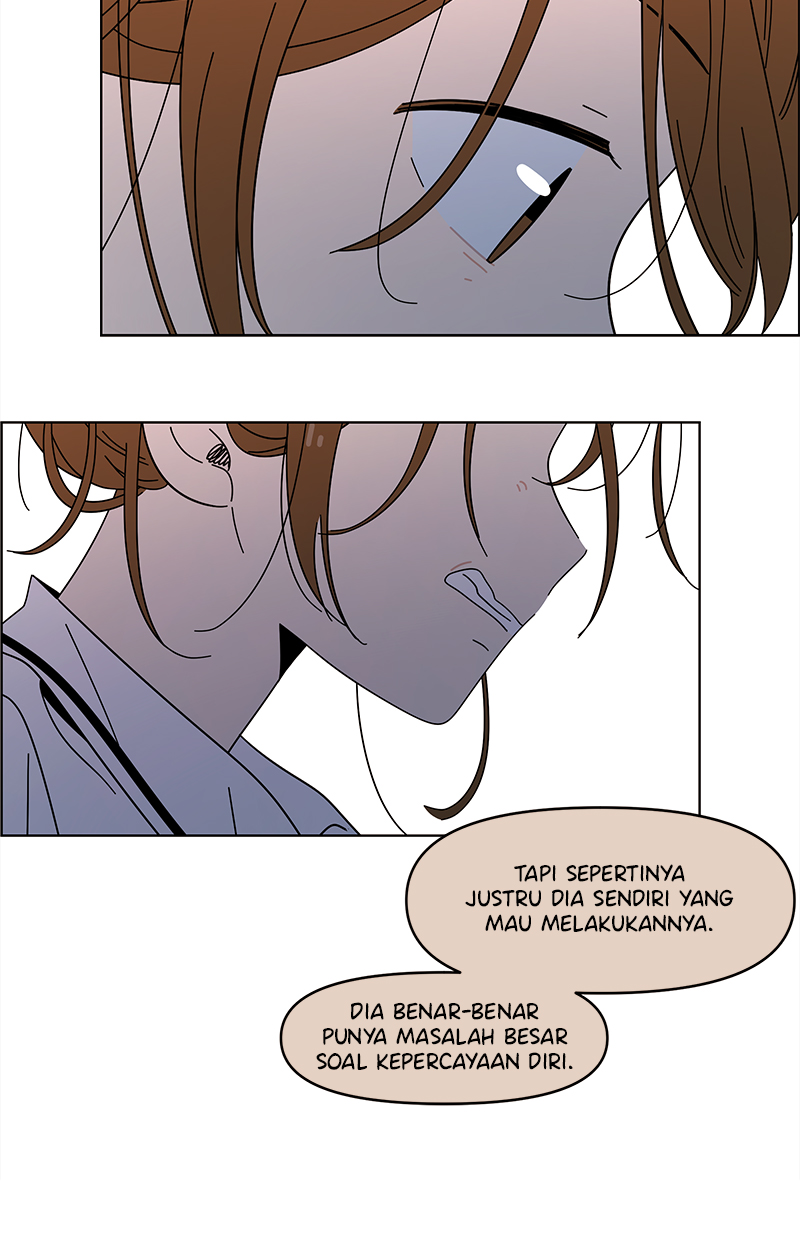 TAPI SEPERTINYA
JUSTRU DIA SENDIRI YANG
MAU MELAKUKANNYA.
DIA BENAR-BENAR
PUNYA MASALAH BESAR
SOAL KEPERCAYAAN DIRI.